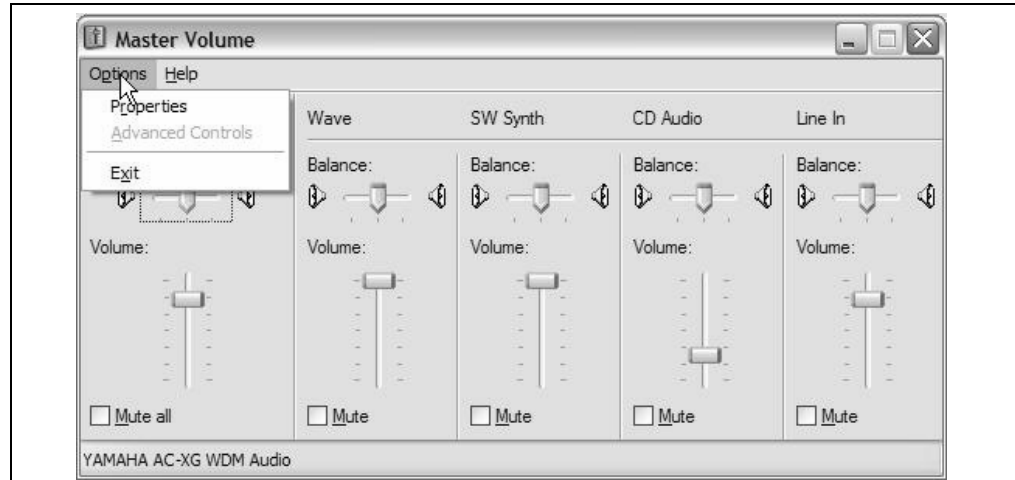 Master Volume
Options Help
Properties
Advanced Controls
Exit
Wave SW Synth CD Audio Line In
Balance: Balance: Balance: Balance:
Volume: Volume: Volume: Volume: Volume:
Mute all Mute Mute Mute Mute
YAMAHA AC-XG WDM Audio